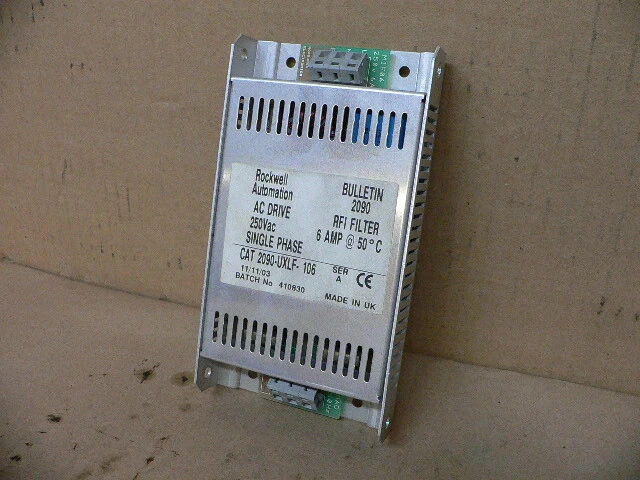 Rockwell
Automation
BULLETIN
2090
AC DRIVE
250Vac
SINGLE PHASE
RFI FILTER
6 AMP @ 50°C
CAT 2090-UXLF- 106
SER
A
CE
11/11/03
BATCH No 410930
MADE IN UK